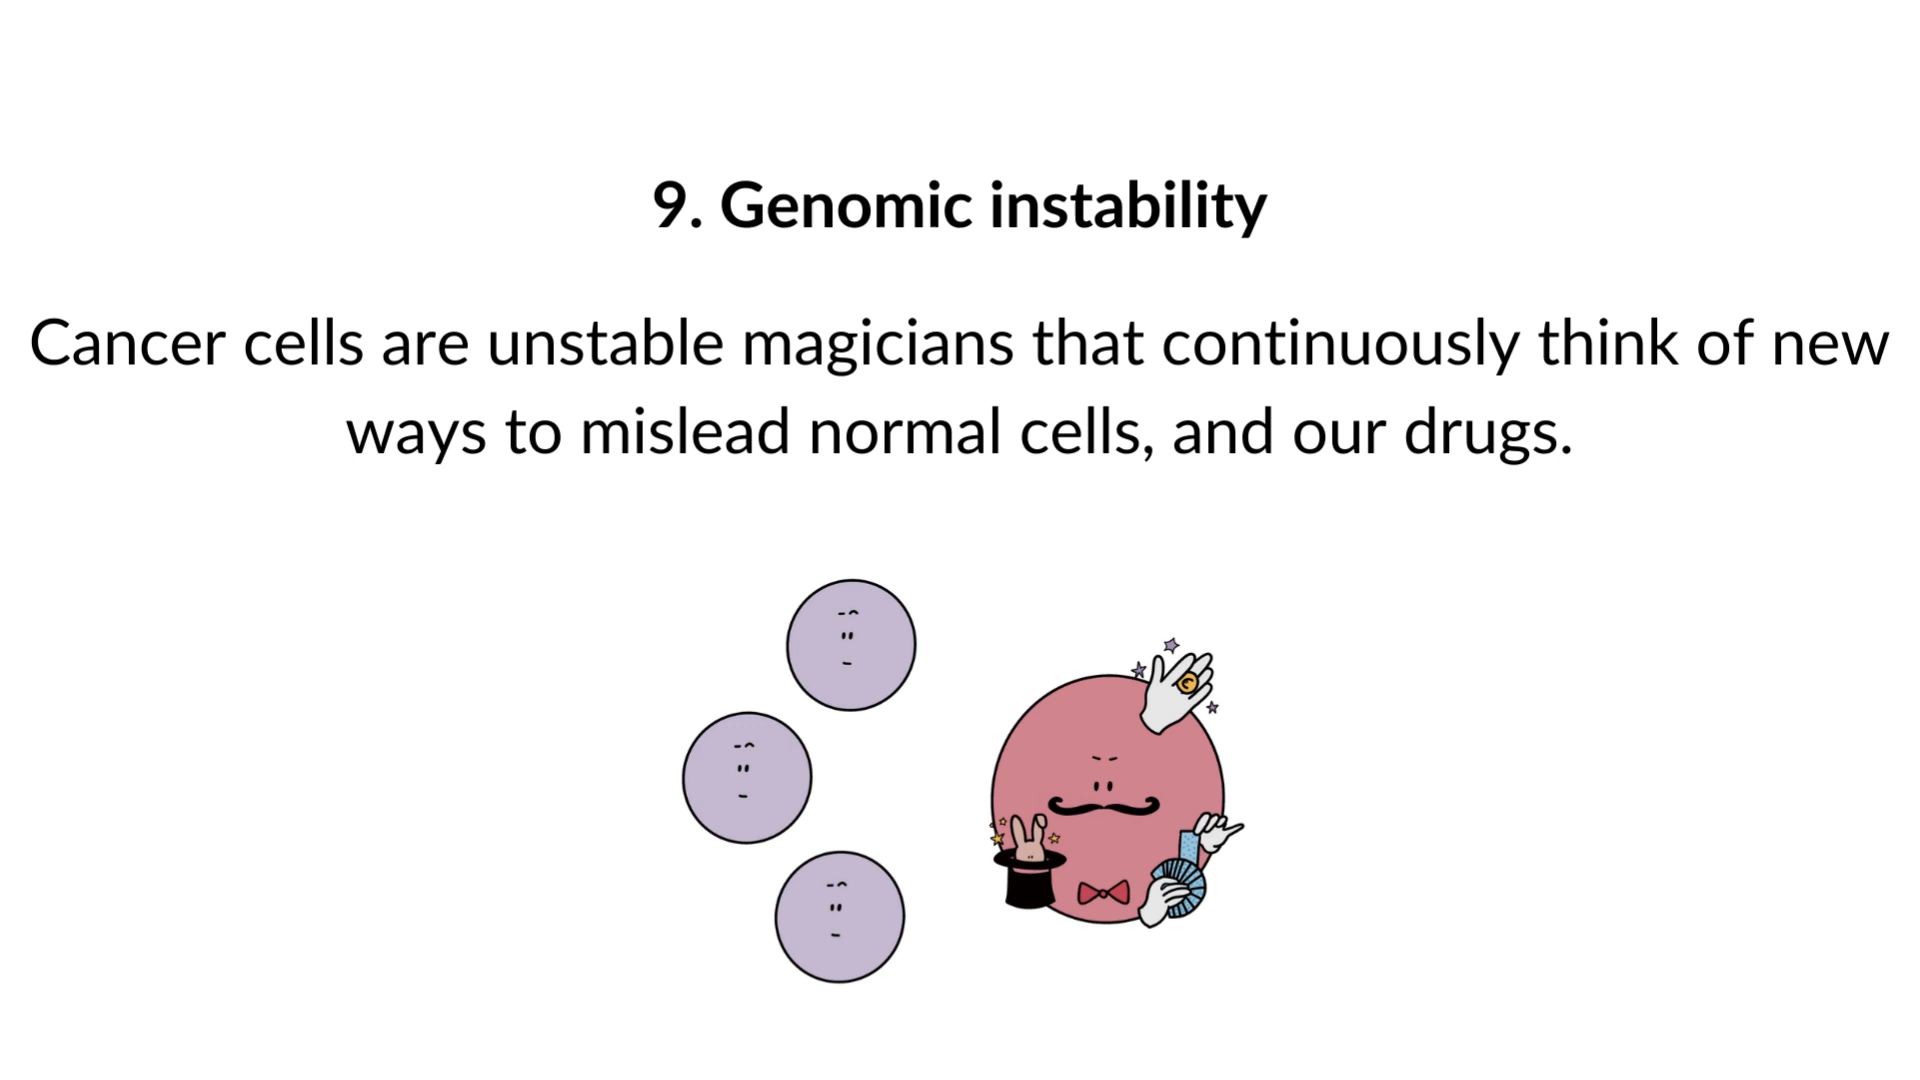 9. Genomic instability
Cancer cells are unstable magicians that continuously think of new
ways to mislead normal cells, and our drugs.